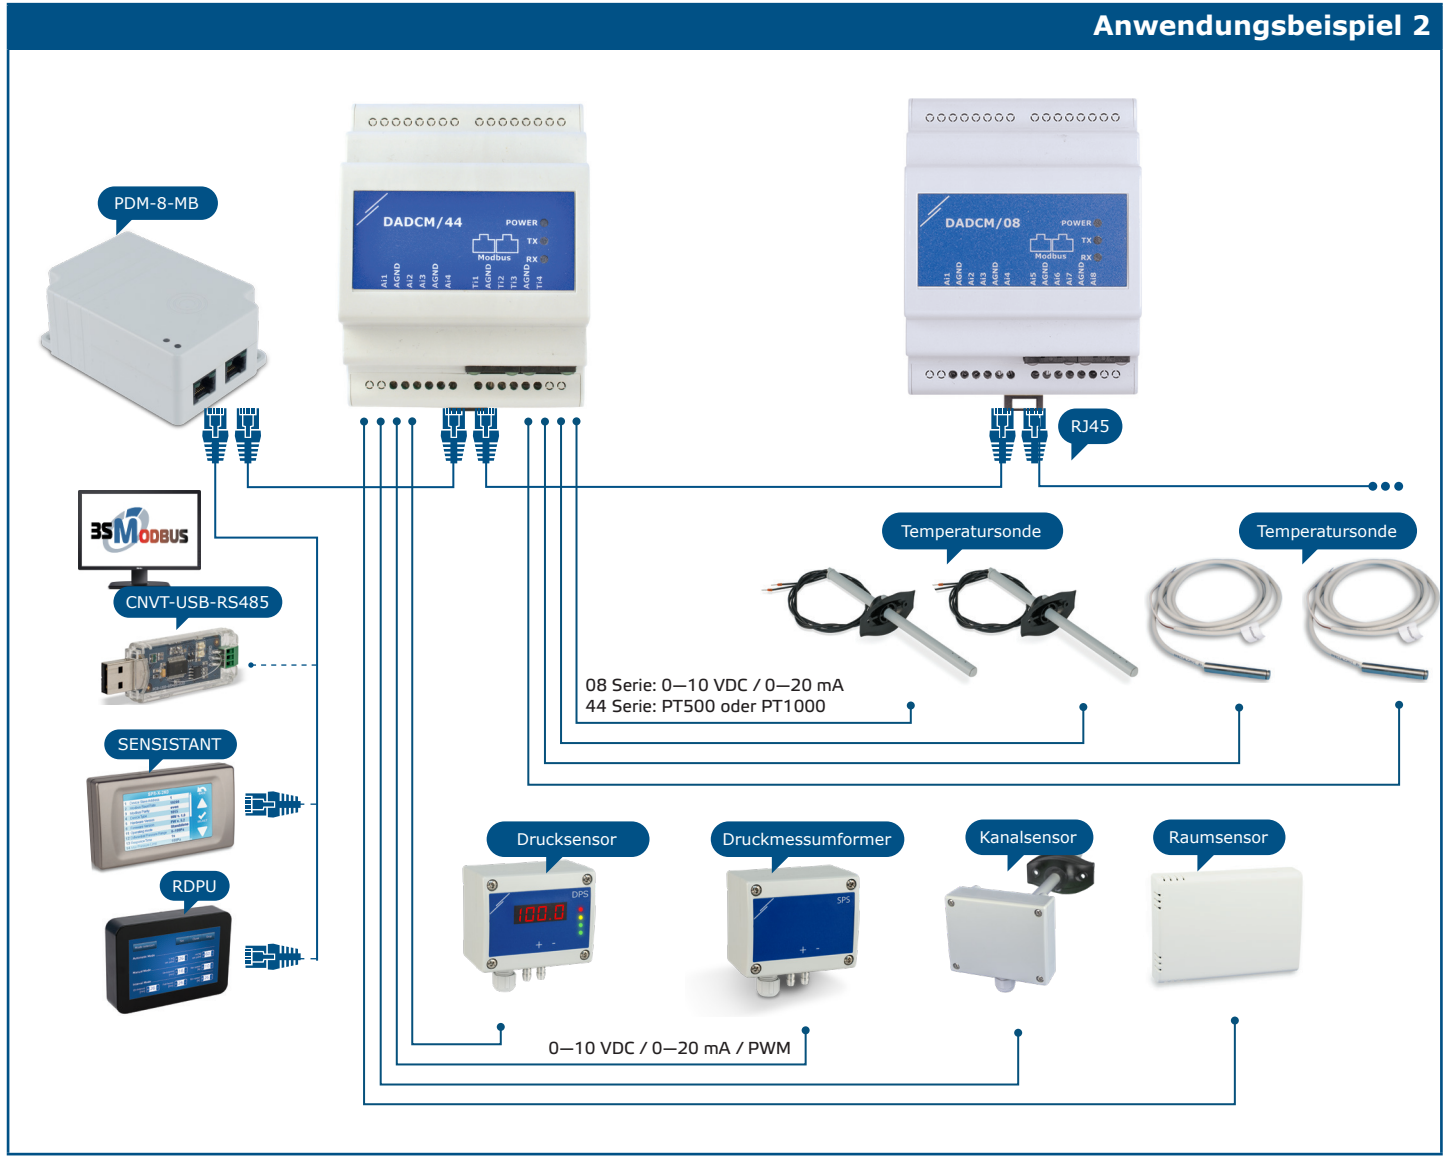 Anwendungsbeispiel 2
PDM-8-MB
DADCM/44
POWER
TX
RX
Modbus
Ai1
AGND
Ai2
Ai3
AGND
Ai4
Ti1
AGND
Ti2
Ti3
AGND
Ti4
DADCM/08
POWER
TX
RX
Modbus
Ai1
AGND
Ai2
Ai3
AGND
Ai4
Ai5
AGND
Ai6
Ai7
AGND
Ai8
RJ45
3SMODBUS
Temperatursonde
Temperatursonde
CNVT-USB-RS485
08 Serie: 0—10 VDC / 0—20 mA
44 Serie: PT500 oder PT1000
SENSISTANT
RDPU
Drucksensor
Druckmessumformer
Kanalsensor
Raumsensor
DPS
100.0
+ -
SPS
+ -
0—10 VDC / 0—20 mA / PWM